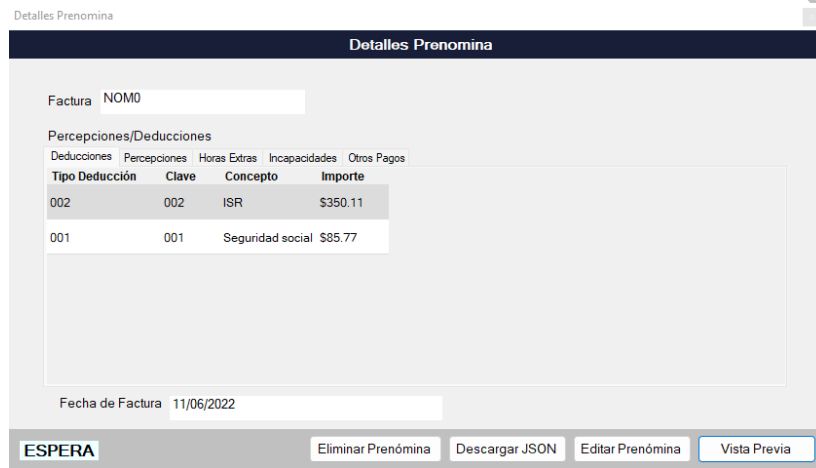 Detalles Prenomina
Detalles Prenomina
Factura NOM0
Percepciones/Deducciones
Deducciones Percepciones Horas Extras Incapacidades Otros Pagos
Tipo Deducción Clave Concepto Importe
002 002 ISR $350.11
001 001 Seguridad social $85.77
Fecha de Factura 11/06/2022
ESPERA Eliminar Prenómina Descargar JSON Editar Prenómina Vista Previa